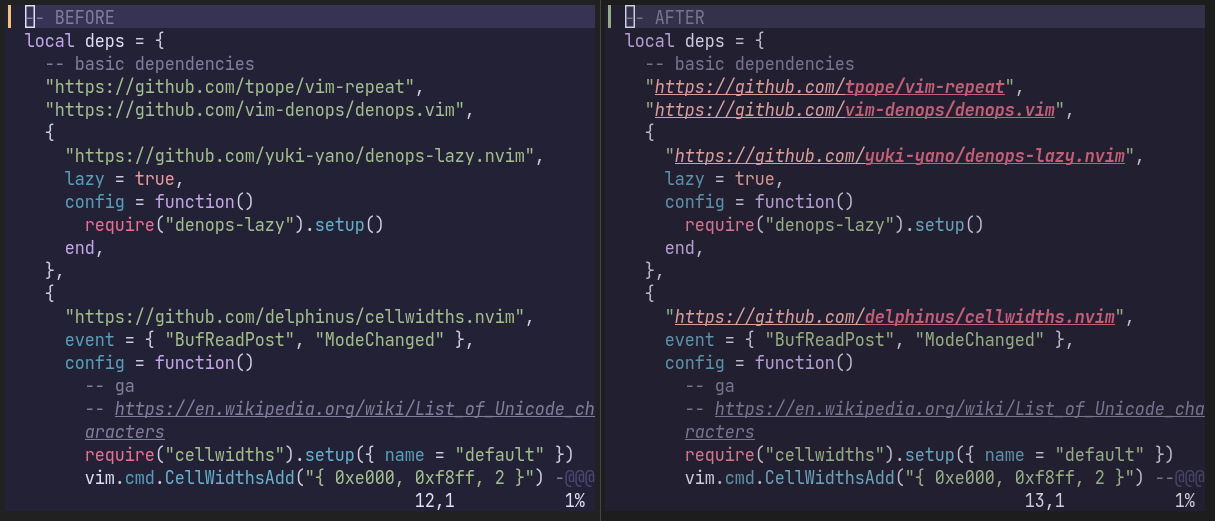 -- BEFORE
local deps = {
  -- basic dependencies
  "https://github.com/tpope/vim-repeat",
  "https://github.com/vim-denops/denops.vim",
  {
    "https://github.com/yuki-yano/denops-lazy.nvim",
    lazy = true,
    config = function()
      require("denops-lazy").setup()
    end,
  },
  {
    "https://github.com/delphinus/cellwidths.nvim",
    event = { "BufReadPost", "ModeChanged" },
    config = function()
      -- ga
      -- https://en.wikipedia.org/wiki/List_of_Unicode_ch
      aracters
      require("cellwidths").setup({ name = "default" })
      vim.cmd.CellWidthsAdd("{ 0xe000, 0xf8ff, 2 }") -@@@
12,1 1%
-- AFTER
local deps = {
  -- basic dependencies
  "https://github.com/tpope/vim-repeat",
  "https://github.com/vim-denops/denops.vim",
  {
    "https://github.com/yuki-yano/denops-lazy.nvim",
    lazy = true,
    config = function()
      require("denops-lazy").setup()
    end,
  },
  {
    "https://github.com/delphinus/cellwidths.nvim",
    event = { "BufReadPost", "ModeChanged" },
    config = function()
      -- ga
      -- https://en.wikipedia.org/wiki/List_of_Unicode_cha
      racters
      require("cellwidths").setup({ name = "default" })
      vim.cmd.CellWidthsAdd("{ 0xe000, 0xf8ff, 2 }") --@@@
13,1 1%